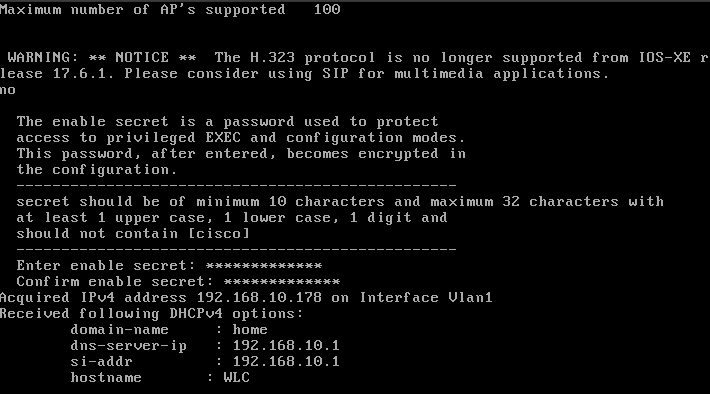 Maximum number of AP's supported   100
 WARNING: ** NOTICE **  The H.323 protocol is no longer supported from IOS-XE r
elease 17.6.1. Please consider using SIP for multimedia applications.
no
  The enable secret is a password used to protect
  access to privileged EXEC and configuration modes.
  This password, after entered, becomes encrypted in
  the configuration.
  -----------------------------------------------
  secret should be of minimum 10 characters and maximum 32 characters with
  at least 1 upper case, 1 lower case, 1 digit and
  should not contain [cisco]
  -----------------------------------------------
  Enter enable secret: *************
  Confirm enable secret: *************
Acquired IPv4 address 192.168.10.178 on Interface Vlan1
Received following DHCPv4 options:
        domain-name     : home
        dns-server-ip   : 192.168.10.1
        si-addr         : 192.168.10.1
        hostname       : WLC